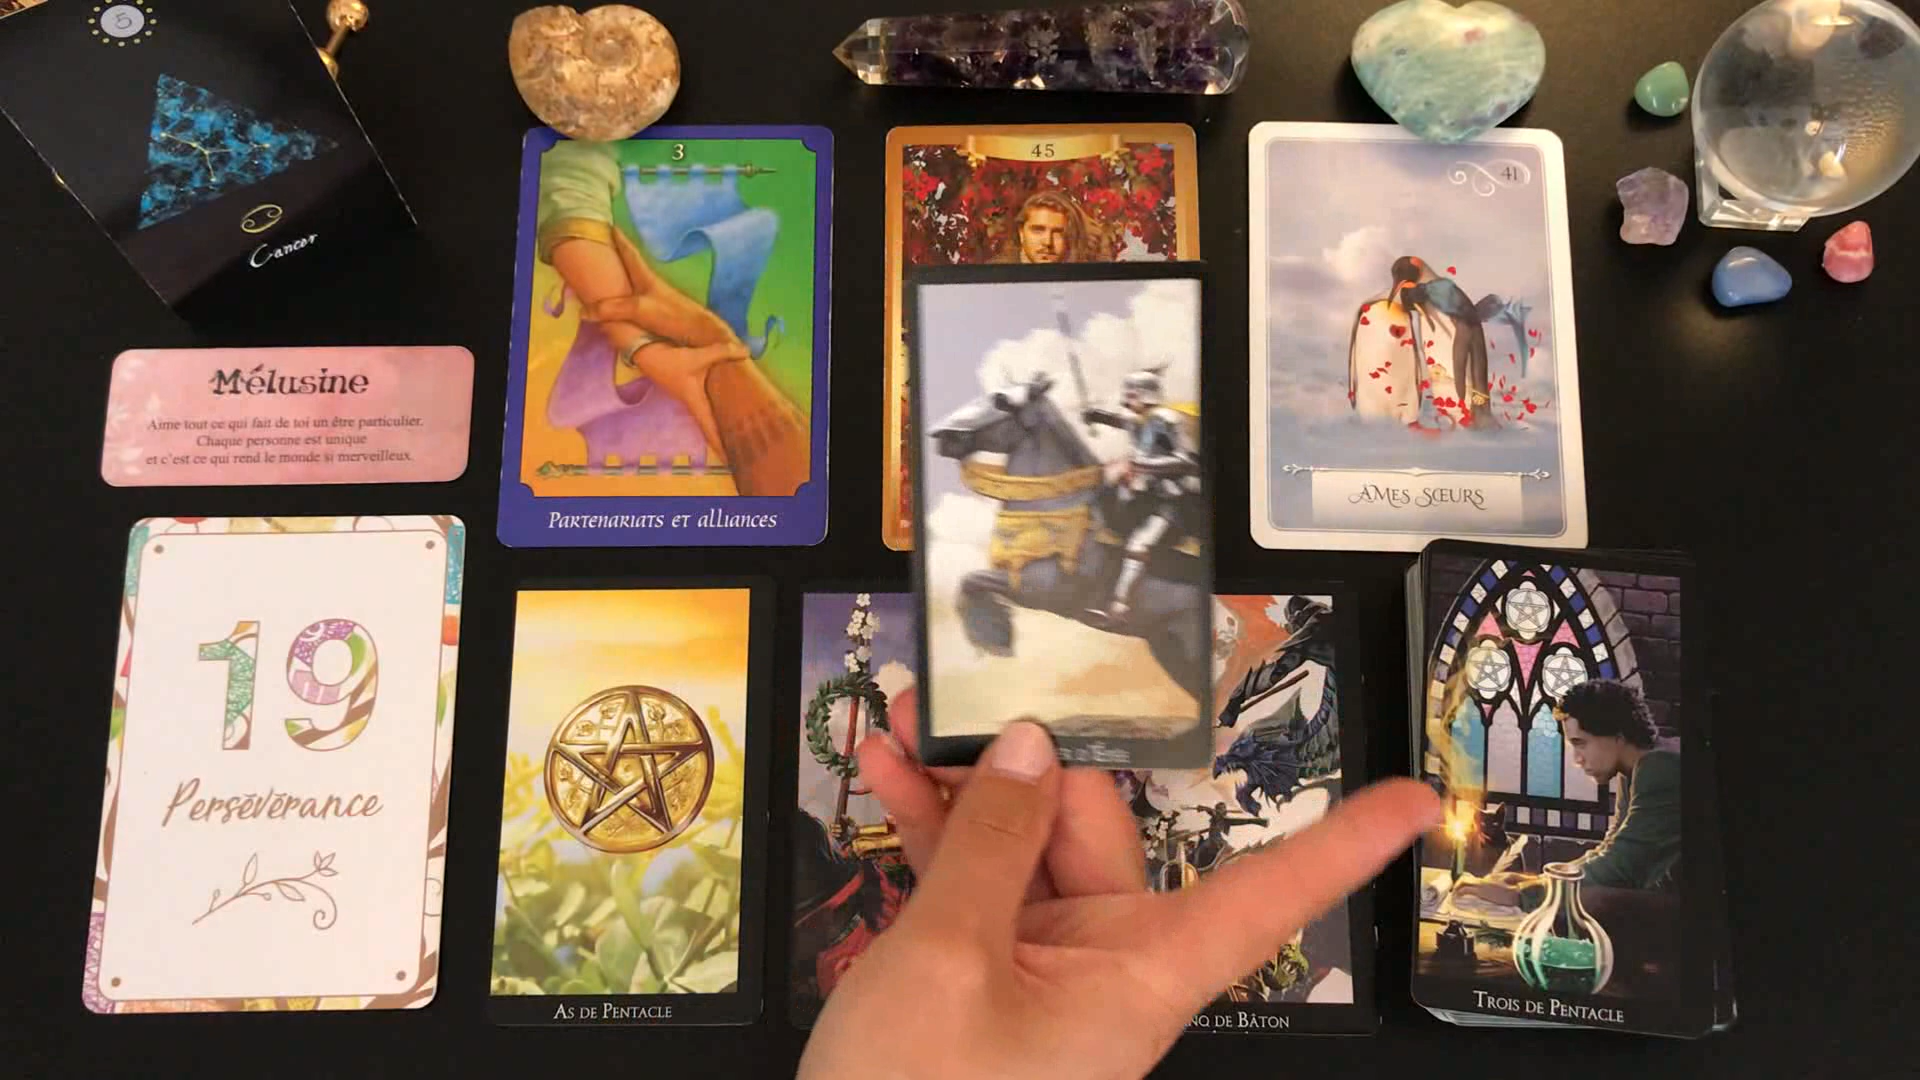 5
Cancer
3
Partenariats et alliances
45
41
Âmes Sœurs
Mélusine
Aime tout ce qui fait de toi un être particulier.
Chaque personne est unique
et c'est ce qui rend le monde si merveilleux.
19
Persévérance
As de Pentacle
de Bâton
Trois de Pentacle